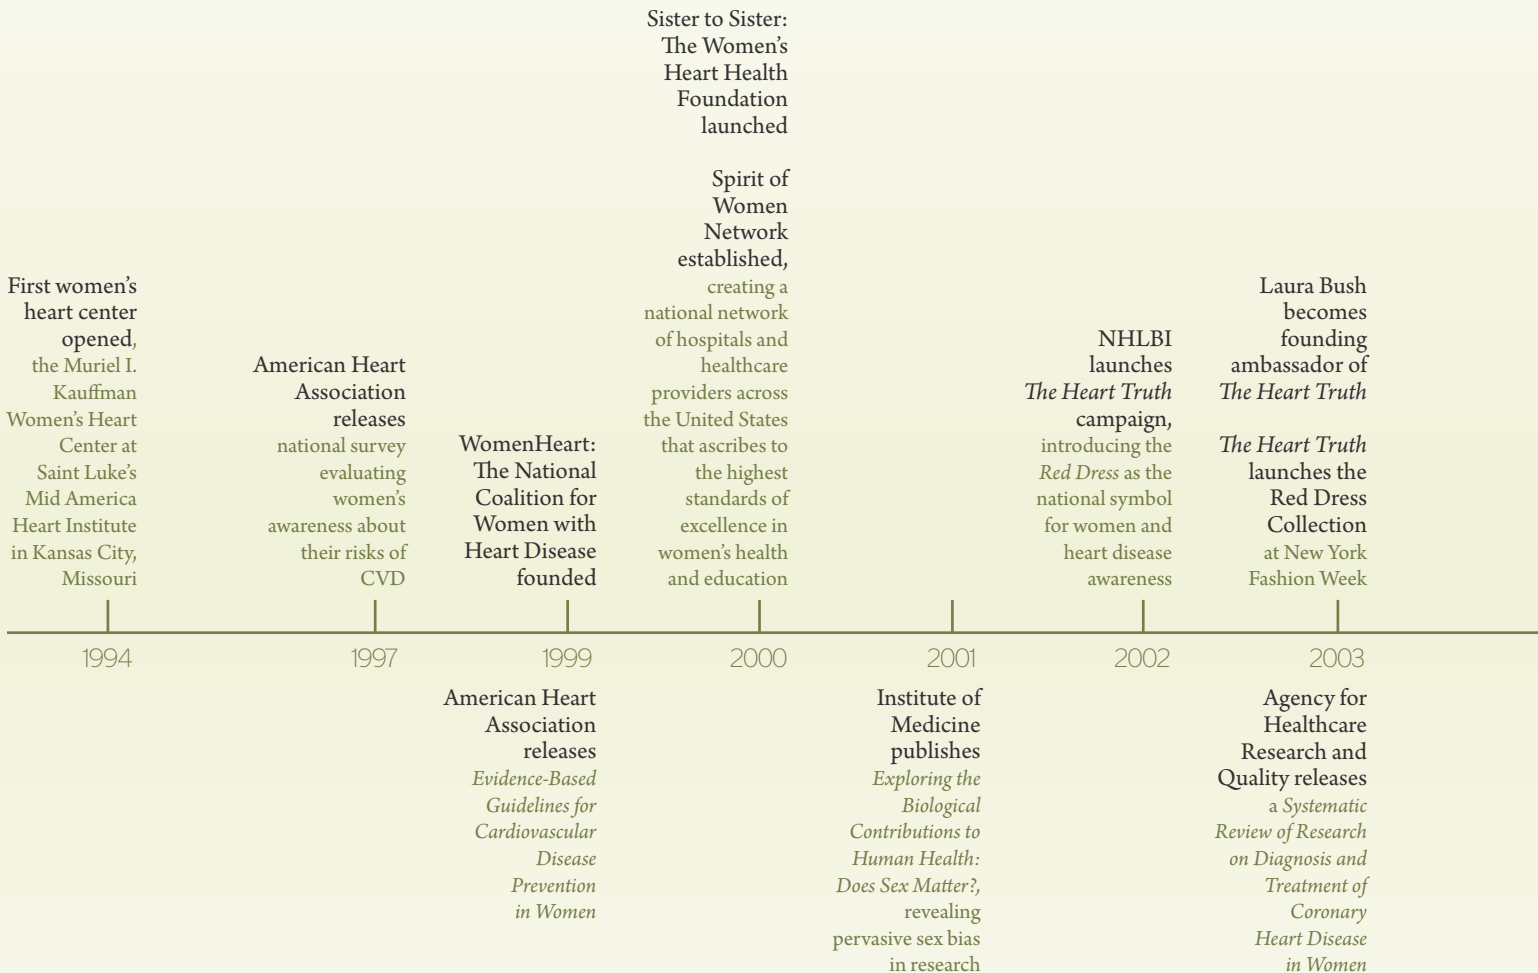 First women’s
heart center
opened,
the Muriel I.
Kauffman
Women’s Heart
Center at
Saint Luke’s
Mid America
Heart Institute
in Kansas City,
Missouri
American Heart
Association
releases
national survey
evaluating
women’s
awareness about
their risks of
CVD
WomenHeart:
The National
Coalition for
Women with
Heart Disease
founded
Sister to Sister:
The Women’s
Heart Health
Foundation
launched
Spirit of
Women
Network
established,
creating a
national network
of hospitals and
healthcare
providers across
the United States
that ascribes to
the highest
standards of
excellence in
women’s health
and education
NHLBI
launches
The Heart Truth
campaign,
introducing the
Red Dress as the
national symbol
for women and
heart disease
awareness
Laura Bush
becomes
founding
ambassador of
The Heart Truth
The Heart Truth
launches the
Red Dress
Collection
at New York
Fashion Week
1994
1997
1999
2000
2001
2002
2003
American Heart
Association
releases
Evidence-Based
Guidelines for
Cardiovascular
Disease
Prevention
in Women
Institute of
Medicine
publishes
Exploring the
Biological
Contributions to
Human Health:
Does Sex Matter?,
revealing
pervasive sex bias
in research
Agency for
Healthcare
Research and
Quality releases
a Systematic
Review of Research
on Diagnosis and
Treatment of
Coronary
Heart Disease
in Women